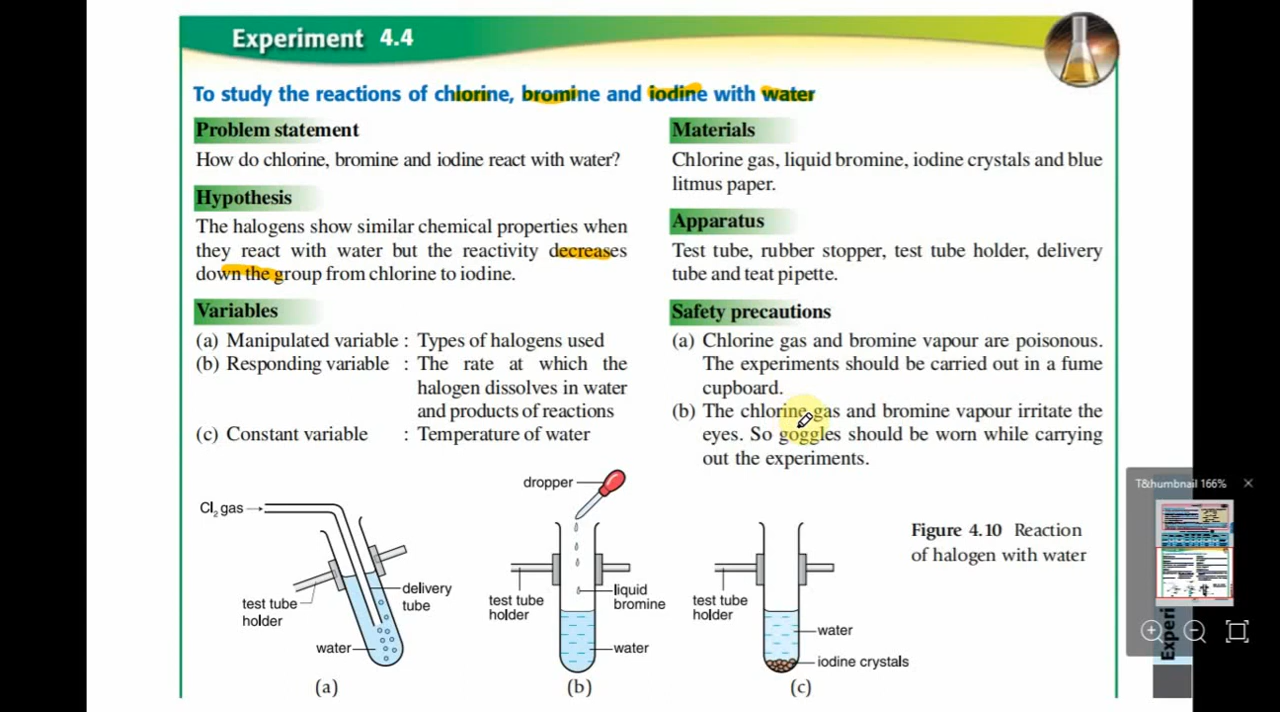 Experiment 4.4
To study the reactions of chlorine, bromine and iodine with water
Problem statement
How do chlorine, bromine and iodine react with water?
Hypothesis
The halogens show similar chemical properties when
they react with water but the reactivity decreases
down the group from chlorine to iodine.
Variables
(a) Manipulated variable : Types of halogens used
(b) Responding variable : The rate at which the
halogen dissolves in water
and products of reactions
(c) Constant variable : Temperature of water
Materials
Chlorine gas, liquid bromine, iodine crystals and blue
litmus paper.
Apparatus
Test tube, rubber stopper, test tube holder, delivery
tube and teat pipette.
Safety precautions
(a) Chlorine gas and bromine vapour are poisonous.
The experiments should be carried out in a fume
cupboard.
(b) The chlorine gas and bromine vapour irritate the
eyes. So goggles should be worn while carrying
out the experiments.
Cl₂ gas
test tube
holder
delivery
tube
water
(a)
dropper
test tube
holder
liquid
bromine
water
(b)
test tube
holder
water
iodine crystals
(c)
Figure 4.10 Reaction
of halogen with water
T&humbnail 166%
Experi